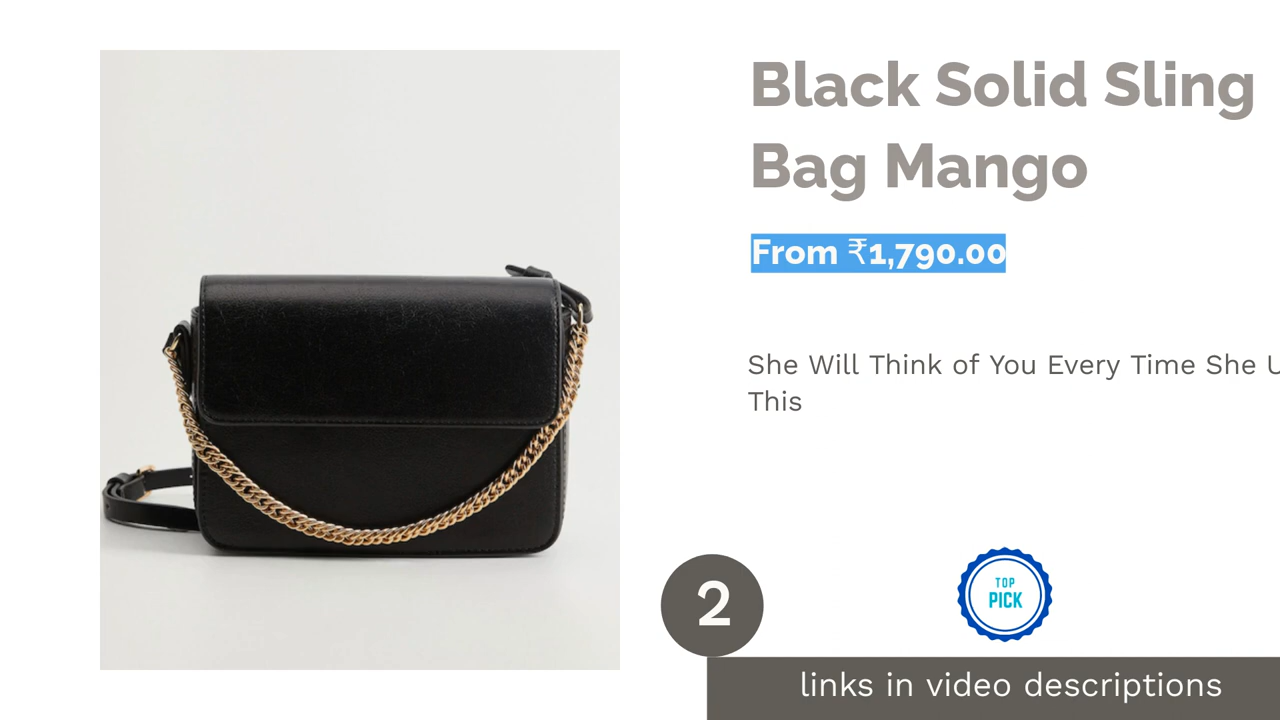 Black Solid Sling
Bag Mango
From ₹1,790.00
She Will Think of You Every Time She U
This
2
TOP
PICK
links in video descriptions